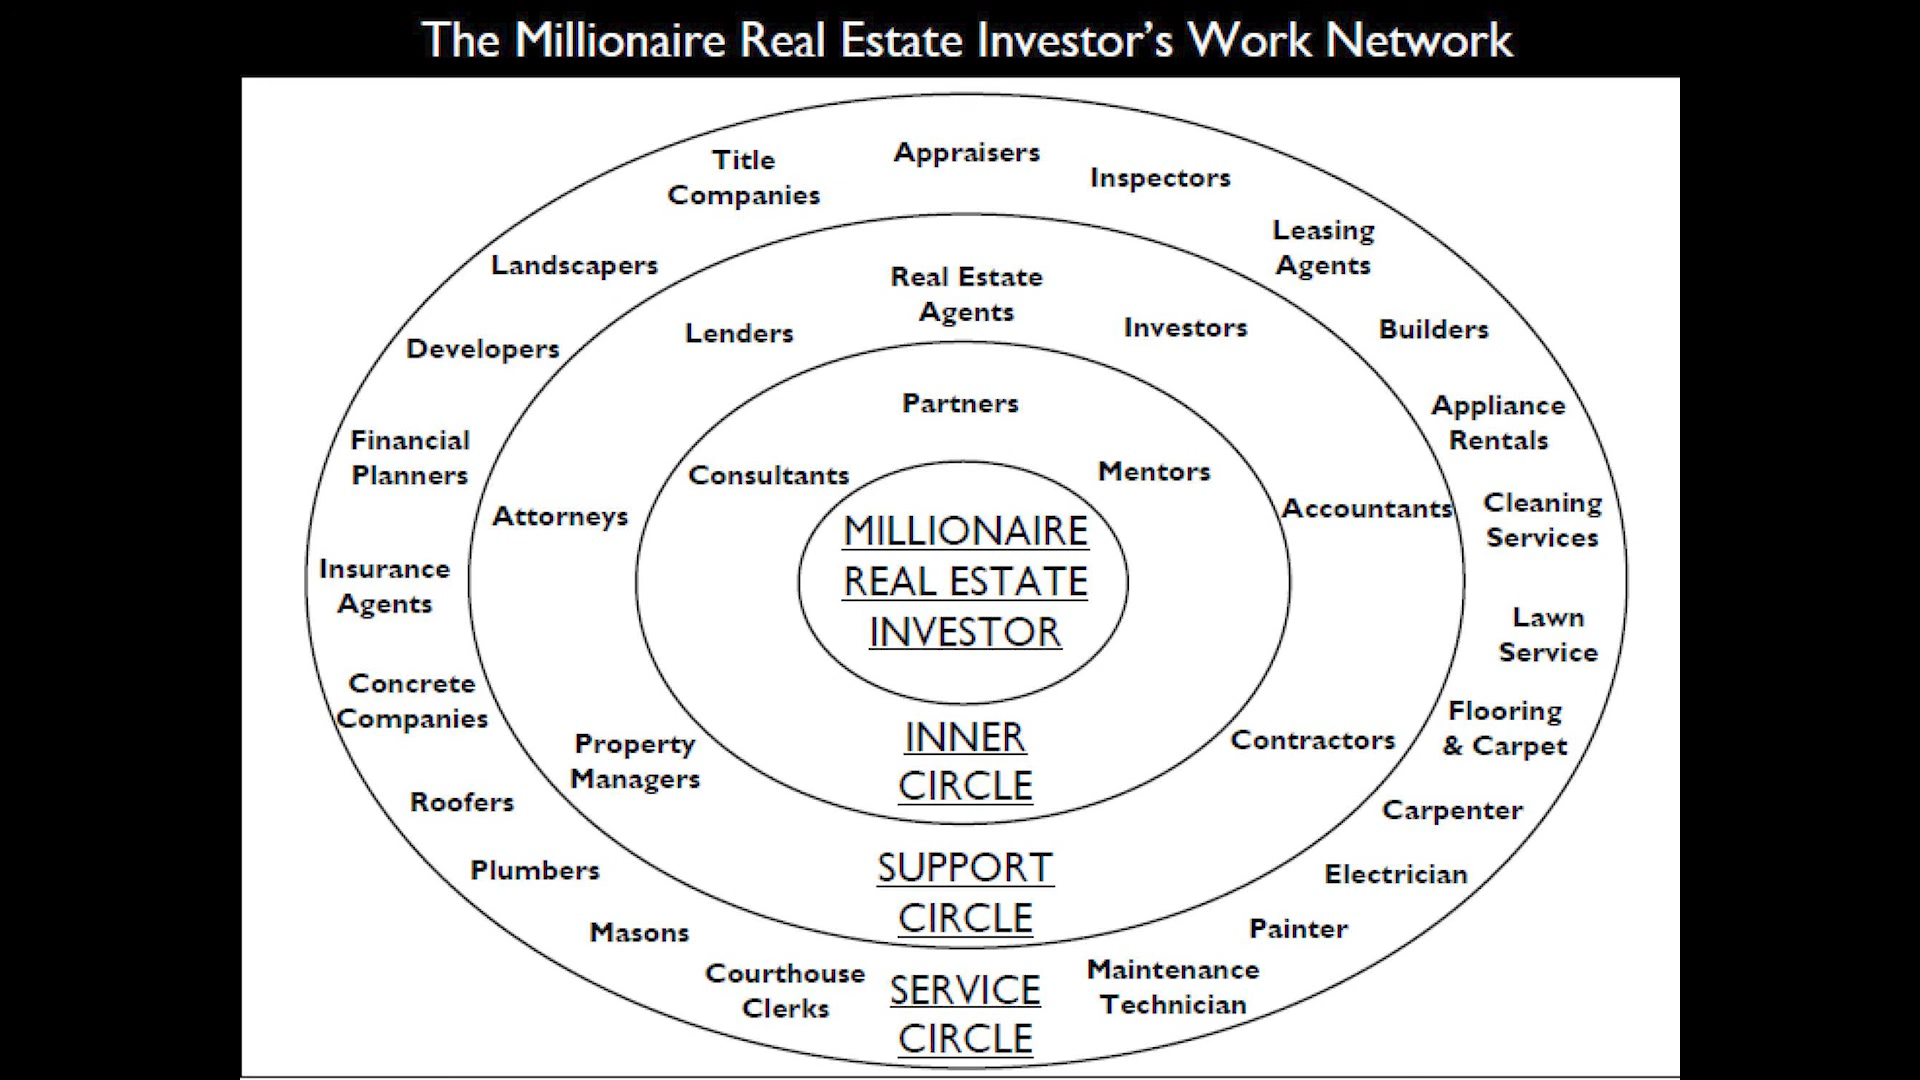 The Millionaire Real Estate Investor's Work Network
Appraisers
Title
Companies
Inspectors
Leasing
Agents
Landscapers
Real Estate
Agents
Lenders
Investors
Builders
Developers
Partners
Appliance
Rentals
Financial
Planners
Consultants
Mentors
Attorneys
Accountants
Cleaning
Services
MILLIONAIRE
REAL ESTATE
INVESTOR
Insurance
Agents
Lawn
Service
Concrete
Companies
Flooring
& Carpet
Property
Managers
INNER
CIRCLE
Contractors
Roofers
Carpenter
Plumbers
SUPPORT
CIRCLE
Electrician
Masons
Painter
Courthouse
Clerks
SERVICE
CIRCLE
Maintenance
Technician